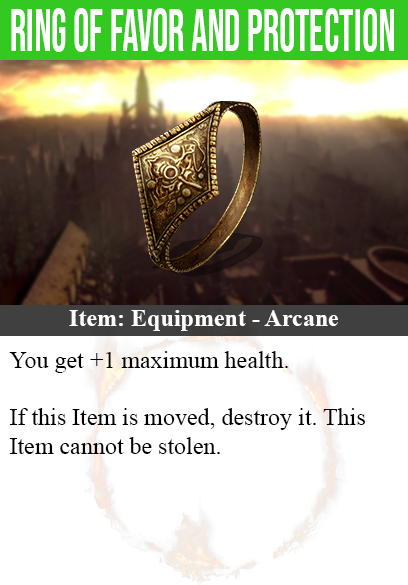 RING OF FAVOR AND PROTECTION
Item: Equipment - Arcane
You get +1 maximum health.
If this Item is moved, destroy it. This
Item cannot be stolen.